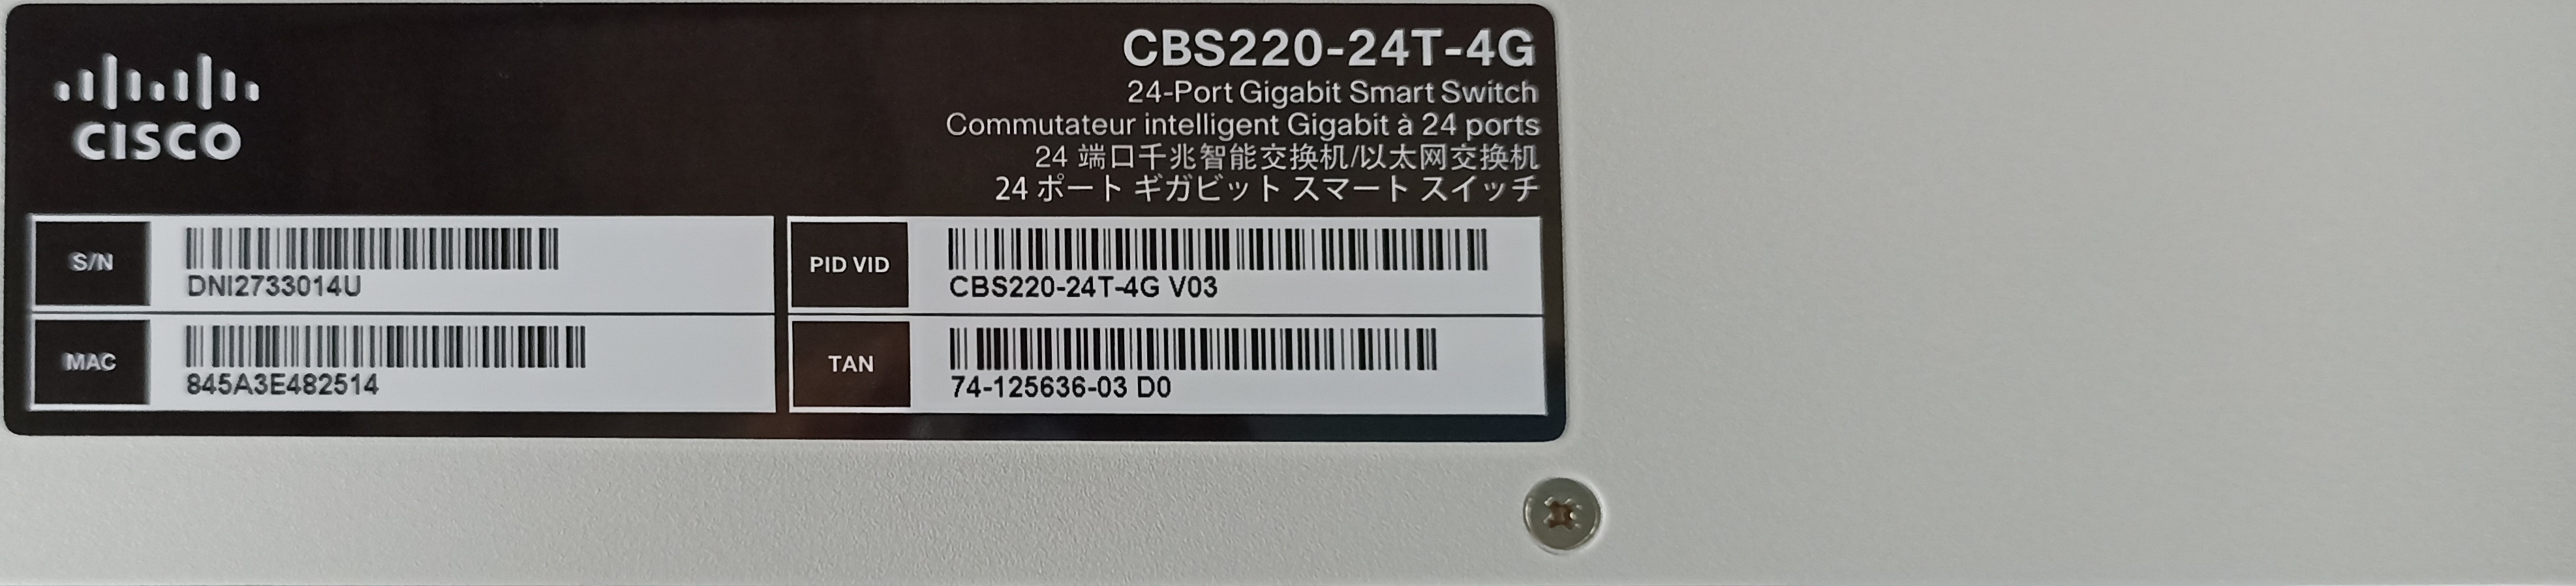 CISCO
CBS220-24T-4G
24-Port Gigabit Smart Switch
Commutateur intelligent Gigabit à 24 ports
24 端口千兆智能交换机/以太网交换机
24 ポート ギガビット スマート スイッチ
S/N
DNI2733014U
PID VID
CBS220-24T-4G V03
MAC
845A3E482514
TAN
74-125636-03 D0